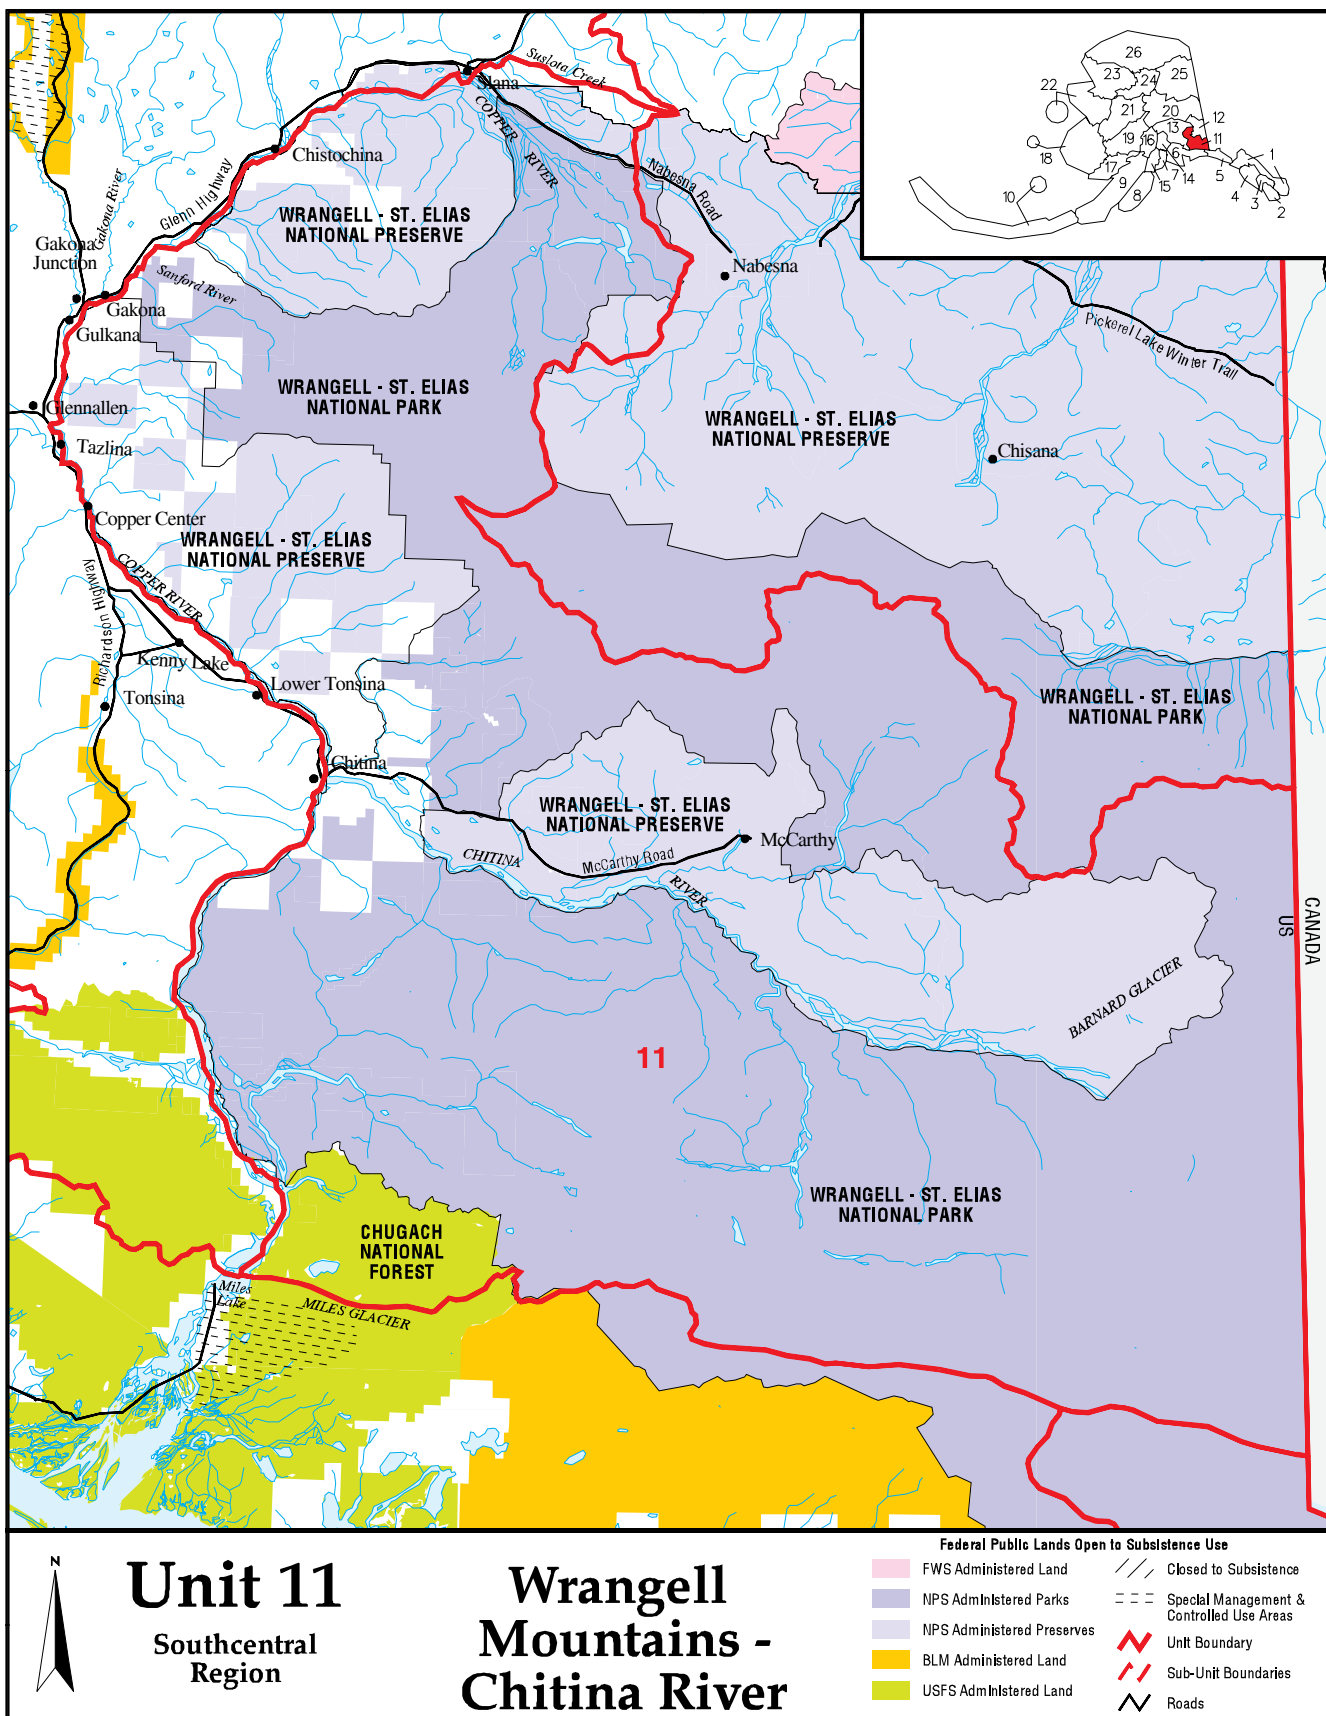 Suslota Creek
Slana
COPPER
RIVER
Chistochina
Nabesna Road
Glenn Highway
Gakona River
WRANGELL - ST. ELIAS
NATIONAL PRESERVE
Gakona
Junction
Sanford River
Nabesna
Gakona
Gulkana
Pickerel Lake Winter Trail
WRANGELL - ST. ELIAS
NATIONAL PARK
Glennallen
WRANGELL - ST. ELIAS
NATIONAL PRESERVE
Tazlina
Chisana
Copper Center
WRANGELL - ST. ELIAS
NATIONAL PRESERVE
COPPER RIVER
Richardson Highway
Kenny Lake
Lower Tonsina
Tonsina
WRANGELL - ST. ELIAS
NATIONAL PARK
Chitina
WRANGELL - ST. ELIAS
NATIONAL PRESERVE
McCarthy
CHITINA
McCarthy Road
RIVER
CANADA
US
BARNARD GLACIER
11
WRANGELL - ST. ELIAS
NATIONAL PARK
CHUGACH
NATIONAL
FOREST
Miles
Lake
MILES GLACIER
26
23
24
25
22
21
20
12
13
11
19
16
18
17
6
7
14
15
5
1
10
9
8
4
3
2
N
Unit 11
Southcentral
Region
Wrangell
Mountains -
Chitina River
Federal Public Lands Open to Subsistence Use
FWS Administered Land
NPS Administered Parks
NPS Administered Preserves
BLM Administered Land
USFS Administered Land
Closed to Subsistence
Special Management &
Controlled Use Areas
Unit Boundary
Sub-Unit Boundaries
Roads